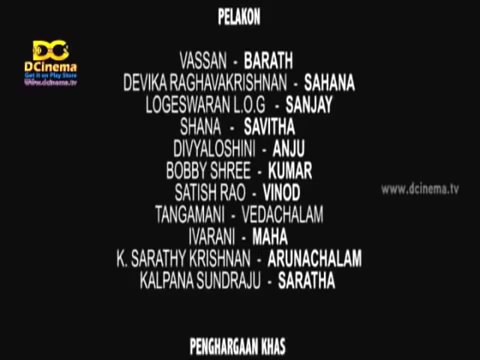 PELAKON
DCinema
Get it on Play Store
www.dcinema.tv
VASSAN - BARATH
DEVIKA RAGHAVAKRISHNAN - SAHANA
LOGESWARAN L.O.G - SANJAY
SHANA - SAVITHA
DIVYALOSHINI - ANJU
BOBBY SHREE - KUMAR
SATISH RAO - VINOD
www.dcinema.tv
TANGAMANI - VEDACHALAM
IVARANI - MAHA
K. SARATHY KRISHNAN - ARUNACHALAM
KALPANA SUNDRAJU - SARATHA
PENGHARGAAN KHAS